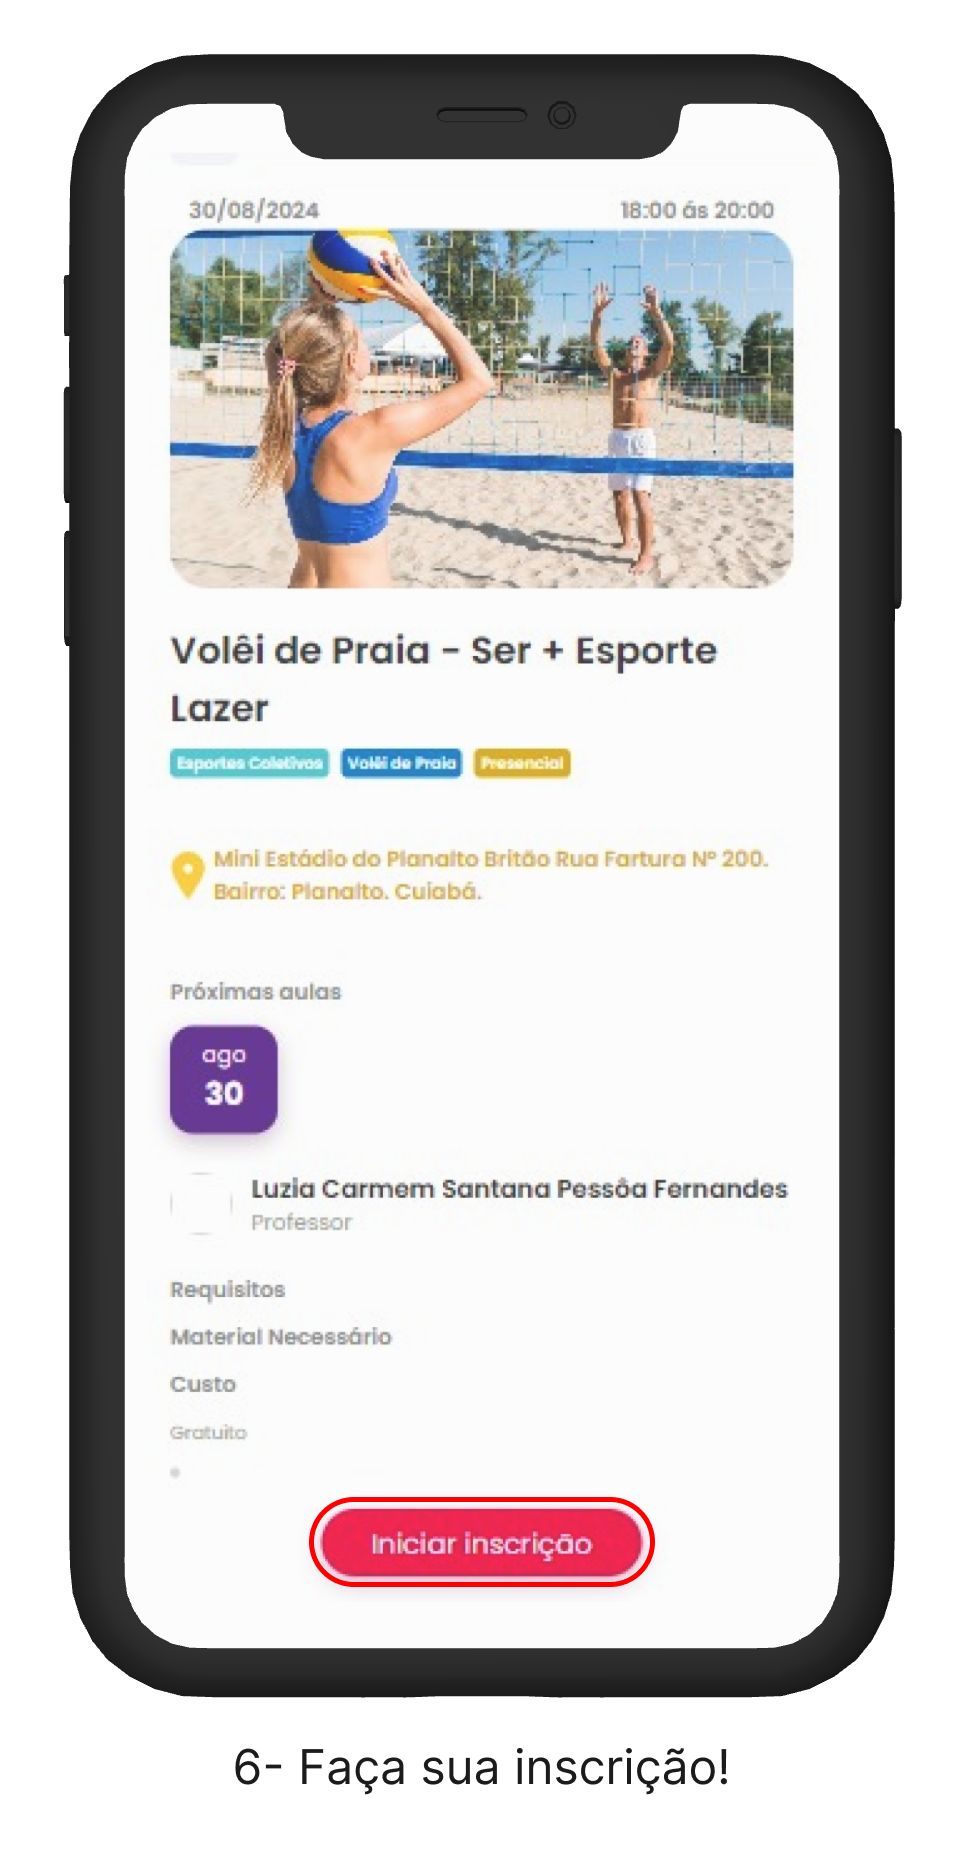 30/08/2024 18:00 ás 20:00
Volêi de Praia - Ser + Esporte
Lazer
Esportes Coletivos Volêi de Praia Presencial
Mini Estádio do Planalto Britão Rua Fartura Nº 200.
Bairro: Planalto. Cuiabá.
Próximas aulas
ago
30
Luzia Carmem Santana Pessôa Fernandes
Professor
Requisitos
Material Necessário
Custo
Gratuito
Iniciar inscrição
6- Faça sua inscrição!